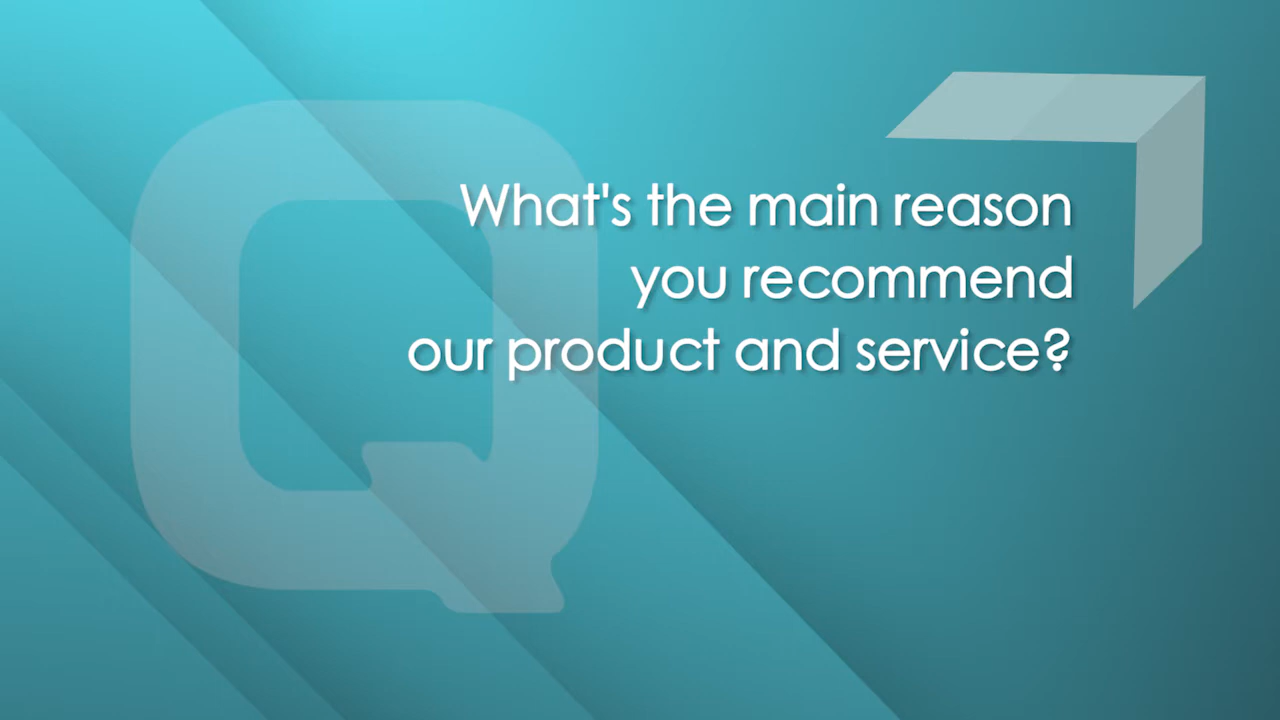 Q
What's the main reason
you recommend
our product and service?